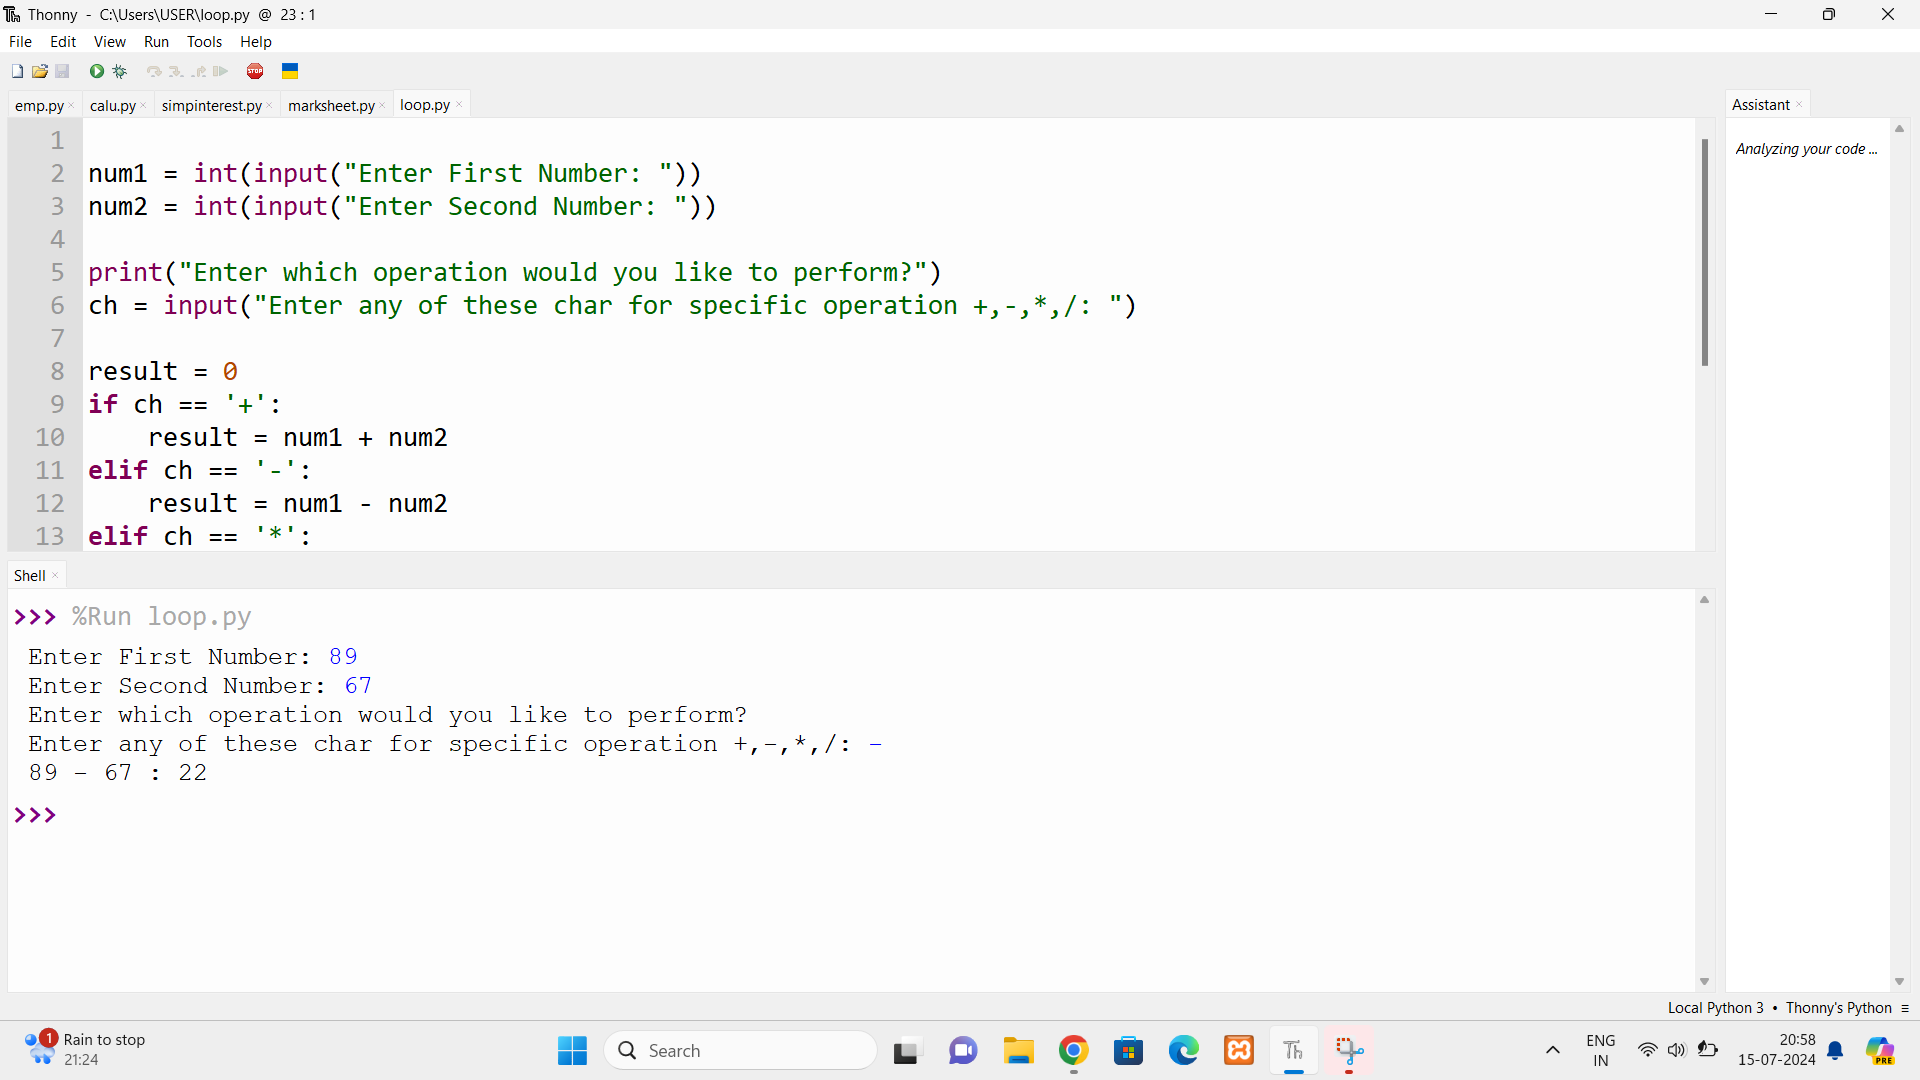 Thonny - C:\Users\USER\loop.py @ 23 : 1
File Edit View Run Tools Help
STOP
emp.py × calu.py × simpinterest.py × marksheet.py × loop.py ×
Assistant ×
Analyzing your code ...
1
2 num1 = int(input("Enter First Number: "))
3 num2 = int(input("Enter Second Number: "))
4
5 print("Enter which operation would you like to perform?")
6 ch = input("Enter any of these char for specific operation +,-,*,/: ")
7
8 result = 0
9 if ch == '+':
10     result = num1 + num2
11 elif ch == '-':
12     result = num1 - num2
13 elif ch == '*':
Shell ×
>>> %Run loop.py
Enter First Number: 89
Enter Second Number: 67
Enter which operation would you like to perform?
Enter any of these char for specific operation +,-,*,/: -
89 - 67 : 22
>>>
Local Python 3 • Thonny's Python ≡
1 Rain to stop
21:24
Search
Th
ENG
IN
20:58
15-07-2024
PRE